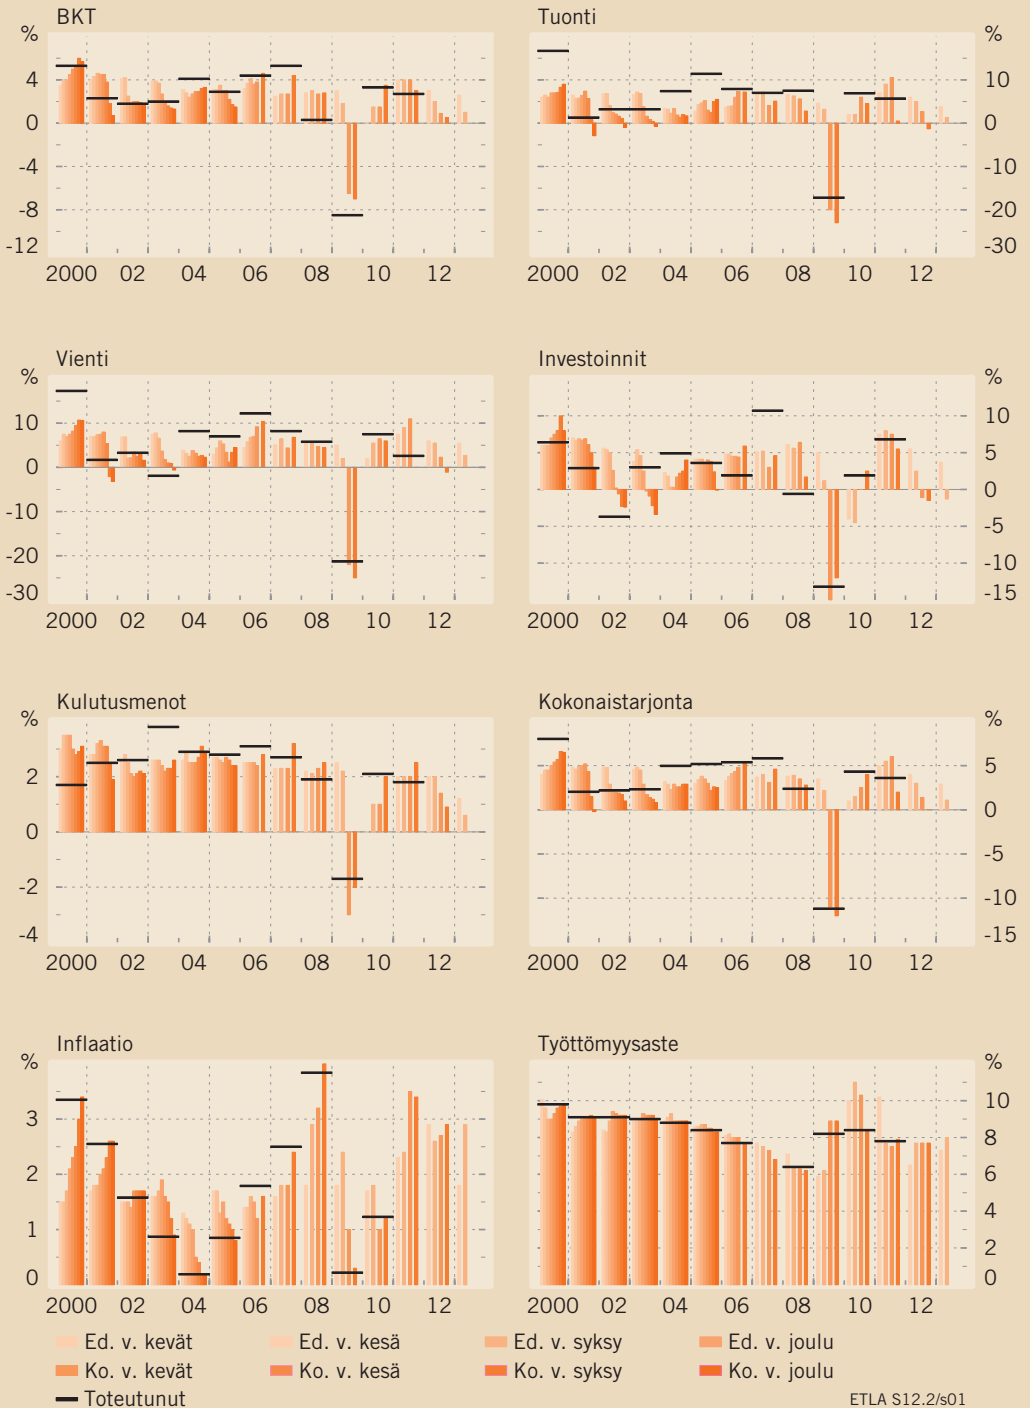 BKT
%
4
0
-4
-8
-12
2000 02 04 06 08 10 12
Tuonti
%
10
0
-10
-20
-30
2000 02 04 06 08 10 12
Vienti
%
10
0
-10
-20
-30
2000 02 04 06 08 10 12
Investoinnit
%
10
5
0
-5
-10
-15
2000 02 04 06 08 10 12
Kulutusmenot
%
2
0
-2
-4
2000 02 04 06 08 10 12
Kokonaistarjonta
%
5
0
-5
-10
-15
2000 02 04 06 08 10 12
Inflaatio
%
3
2
1
0
2000 02 04 06 08 10 12
Työttömyysaste
%
10
8
6
4
2
0
2000 02 04 06 08 10 12
Ed. v. kevät Ed. v. kesä Ed. v. syksy Ed. v. joulu
Ko. v. kevät Ko. v. kesä Ko. v. syksy Ko. v. joulu
Toteutunut
ETLA S12.2/s01